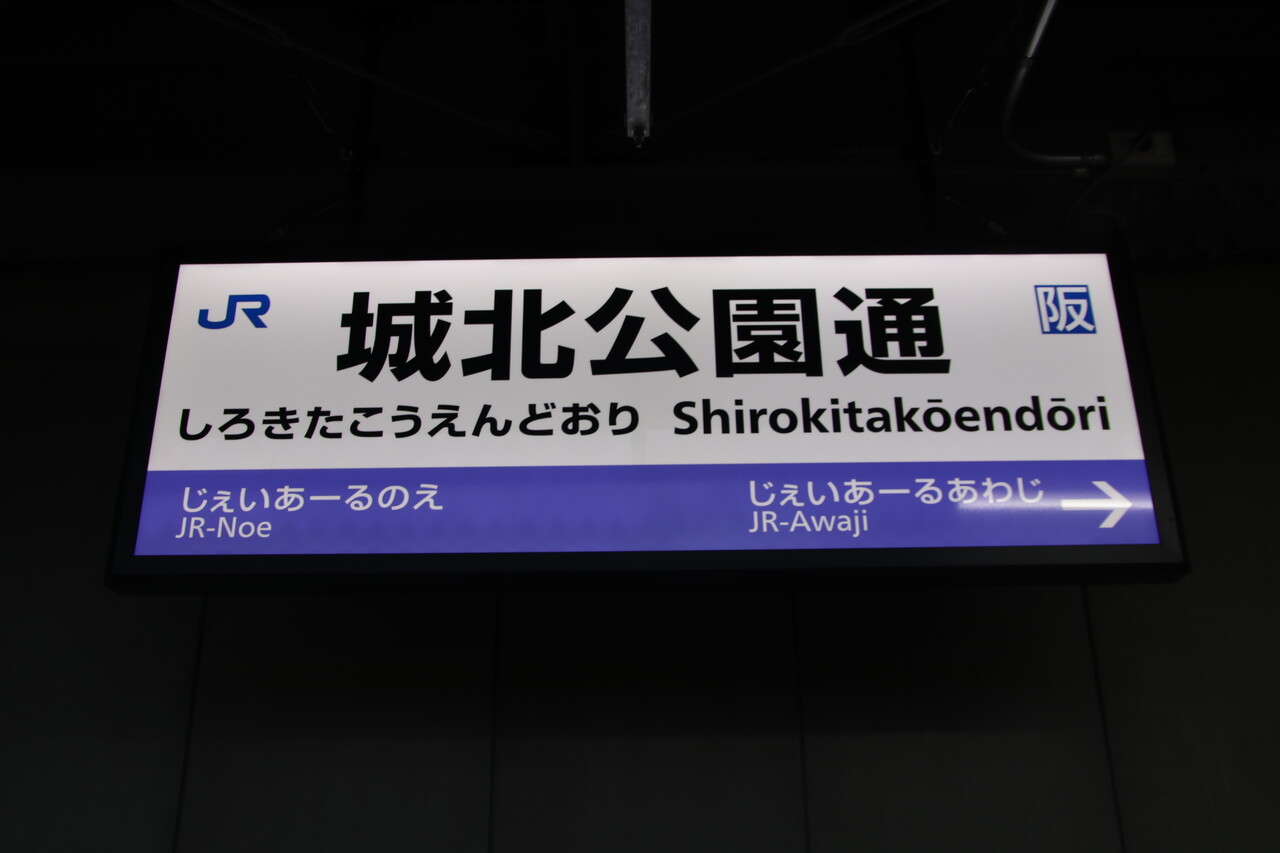 JR 城北公園通 阪
しろきたこうえんどおり Shirokitakōendōri
じぇいあーるのえ じぇいあーるあわじ →
JR-Noe JR-Awaji